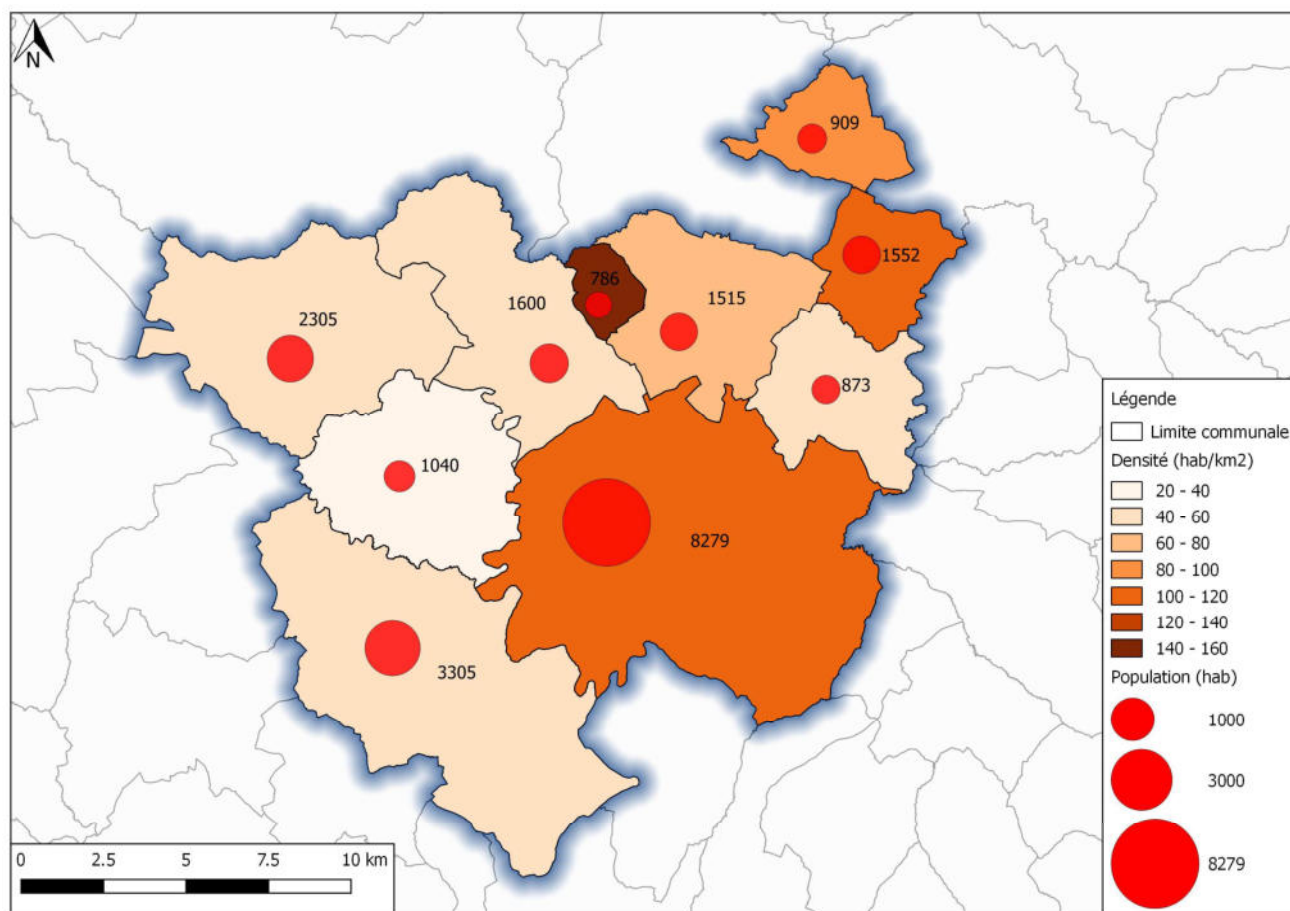 N
909
1552
786
1515
1600
2305
873
1040
8279
3305
Légende
Limite communale
Densité (hab/km2)
20 - 40
40 - 60
60 - 80
80 - 100
100 - 120
120 - 140
140 - 160
Population (hab)
1000
3000
8279
0 2.5 5 7.5 10 km